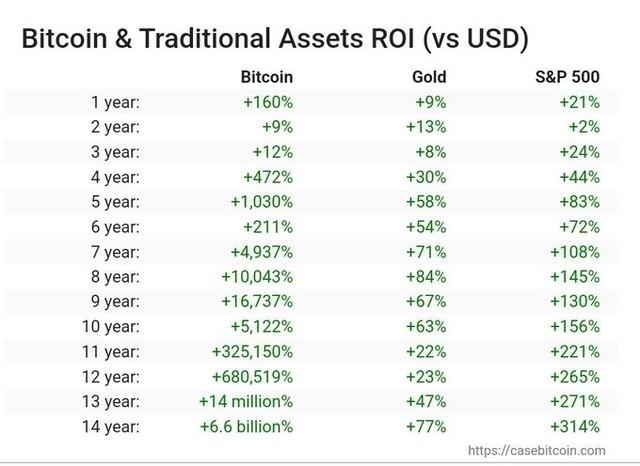 Bitcoin & Traditional Assets ROI (vs USD)
Bitcoin Gold S&P 500
1 year: +160% +9% +21%
2 year: +9% +13% +2%
3 year: +12% +8% +24%
4 year: +472% +30% +44%
5 year: +1,030% +58% +83%
6 year: +211% +54% +72%
7 year: +4,937% +71% +108%
8 year: +10,043% +84% +145%
9 year: +16,737% +67% +130%
10 year: +5,122% +63% +156%
11 year: +325,150% +22% +221%
12 year: +680,519% +23% +265%
13 year: +14 million% +47% +271%
14 year: +6.6 billion% +77% +314%
https://casebitcoin.com